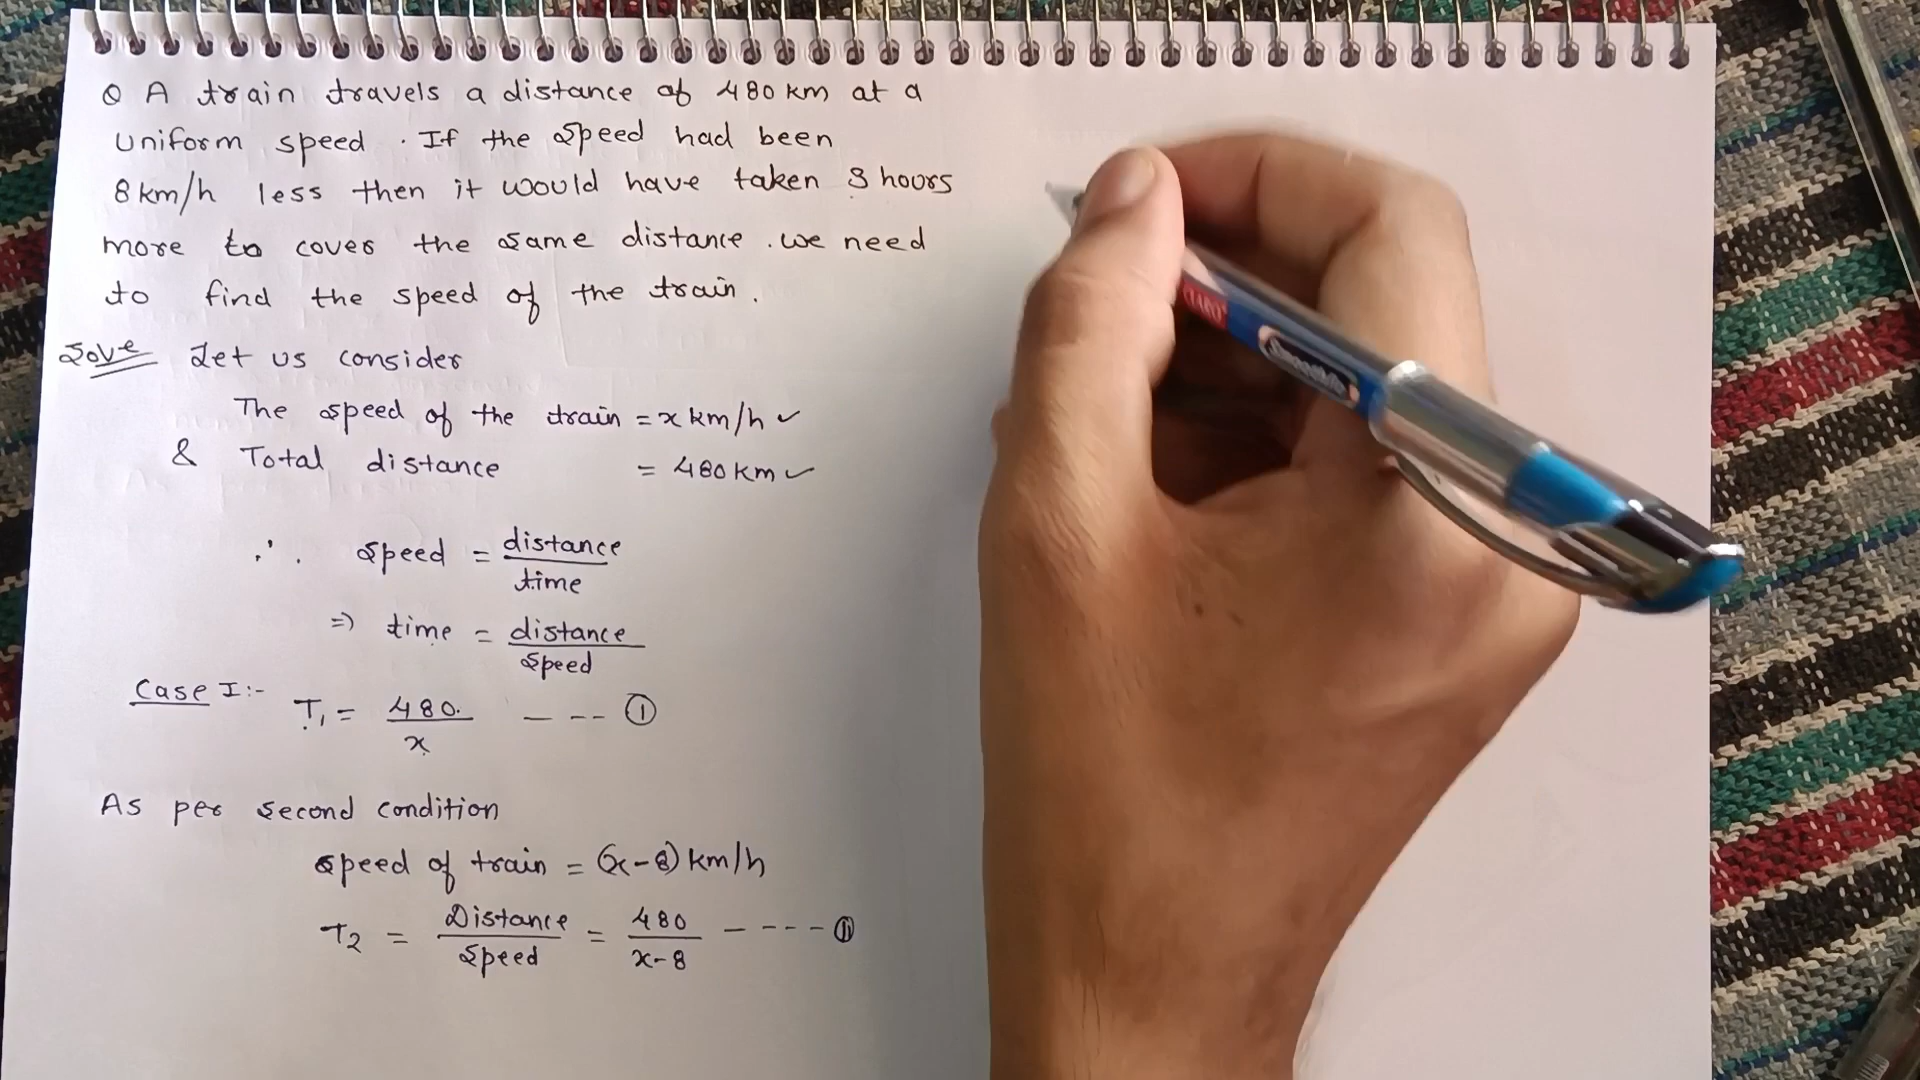 Q A train travels a distance of 480 km at a
uniform speed. If the speed had been
8 km/h less then it would have taken 3 hours
more to cover the same distance. we need
to find the speed of the train.
Solve Let us consider
The speed of the train = x km/h ✓
& Total distance = 480 km ✓
∴ speed = distance / time
⇒ time = distance / speed
Case I:- T₁ = 480 / x - - - ①
As per second condition
speed of train = (x-8) km/h
T₂ = Distance / Speed = 480 / x-8 - - - - ⑪